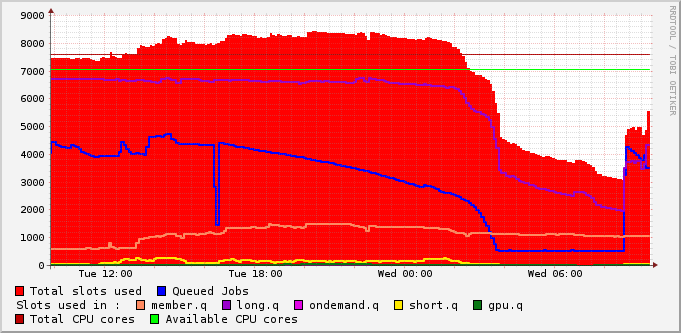 9000
8000
7000
6000
5000
4000
3000
2000
1000
0
Tue 12:00 Tue 18:00 Wed 00:00 Wed 06:00
Total slots used Queued Jobs
Slots used in : member.q long.q ondemand.q short.q gpu.q
Total CPU cores Available CPU cores
RRDTOOL / TOBI OETIKER